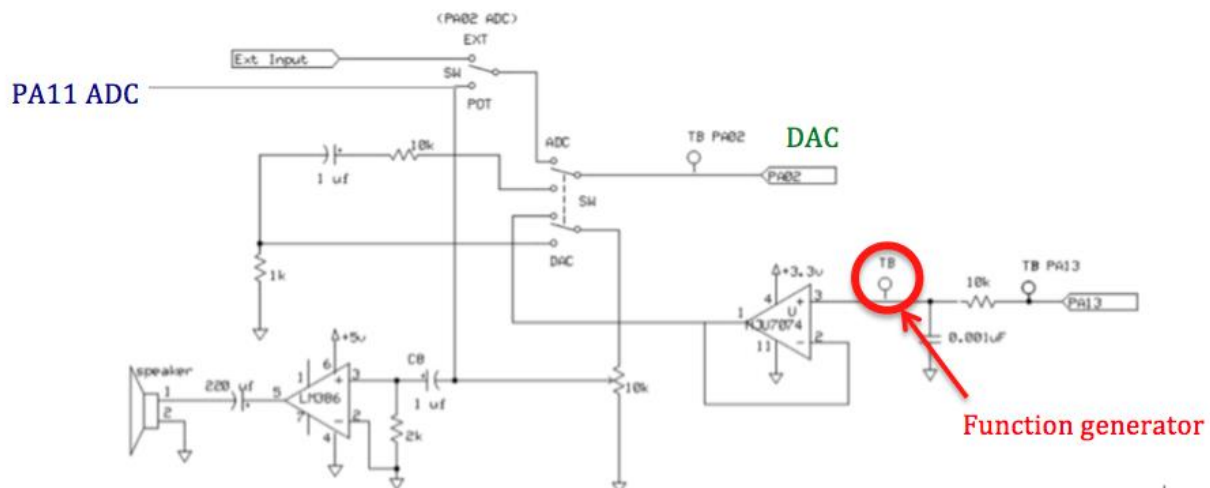 (PA02 ADC)
EXT
Ext Input
SW
PA11 ADC
POT
TB PA02
DAC
ADC
10k
1 uf
PA02
SW
1k
DAC
+3.3v
TB
TB PA13
10k
4
3
PA13
1
U
NJU7074
+
-
2
11
0.001uF
+5v
speaker
6
C8
1
3
220 uf
5
+
10k
1
LM386
1 uf
2
7
-
2
2k
4
Function generator